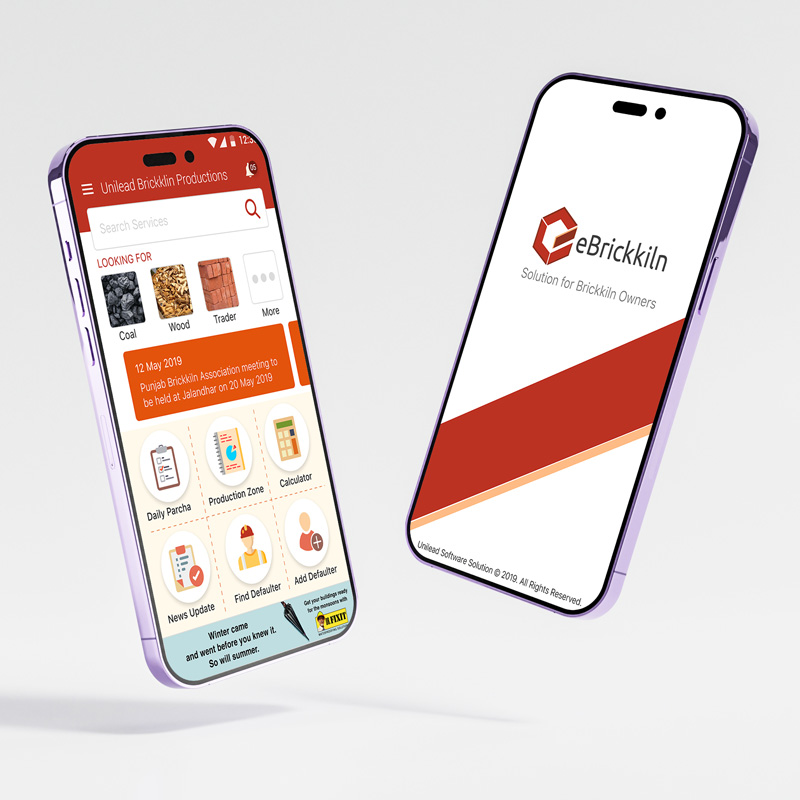 12:3
Unilead Brickklin Productions
05
Search Services
LOOKING FOR
Coal
Wood
Trader
More
12 May 2019
Punjab Brickkiln Association meeting to
be held at Jalandhar on 20 May 2019
Daily Parcha
Production Zone
Calculator
News Update
Find Defaulter
Add Defaulter
Winter came
and went before you knew it.
So will summer.
Get your buildings ready
for the monsoons with
DR.FIXIT
eBrickkiln
Solution for Brickkiln Owners
Unilead Software Solution © 2019. All Rights Reserved.